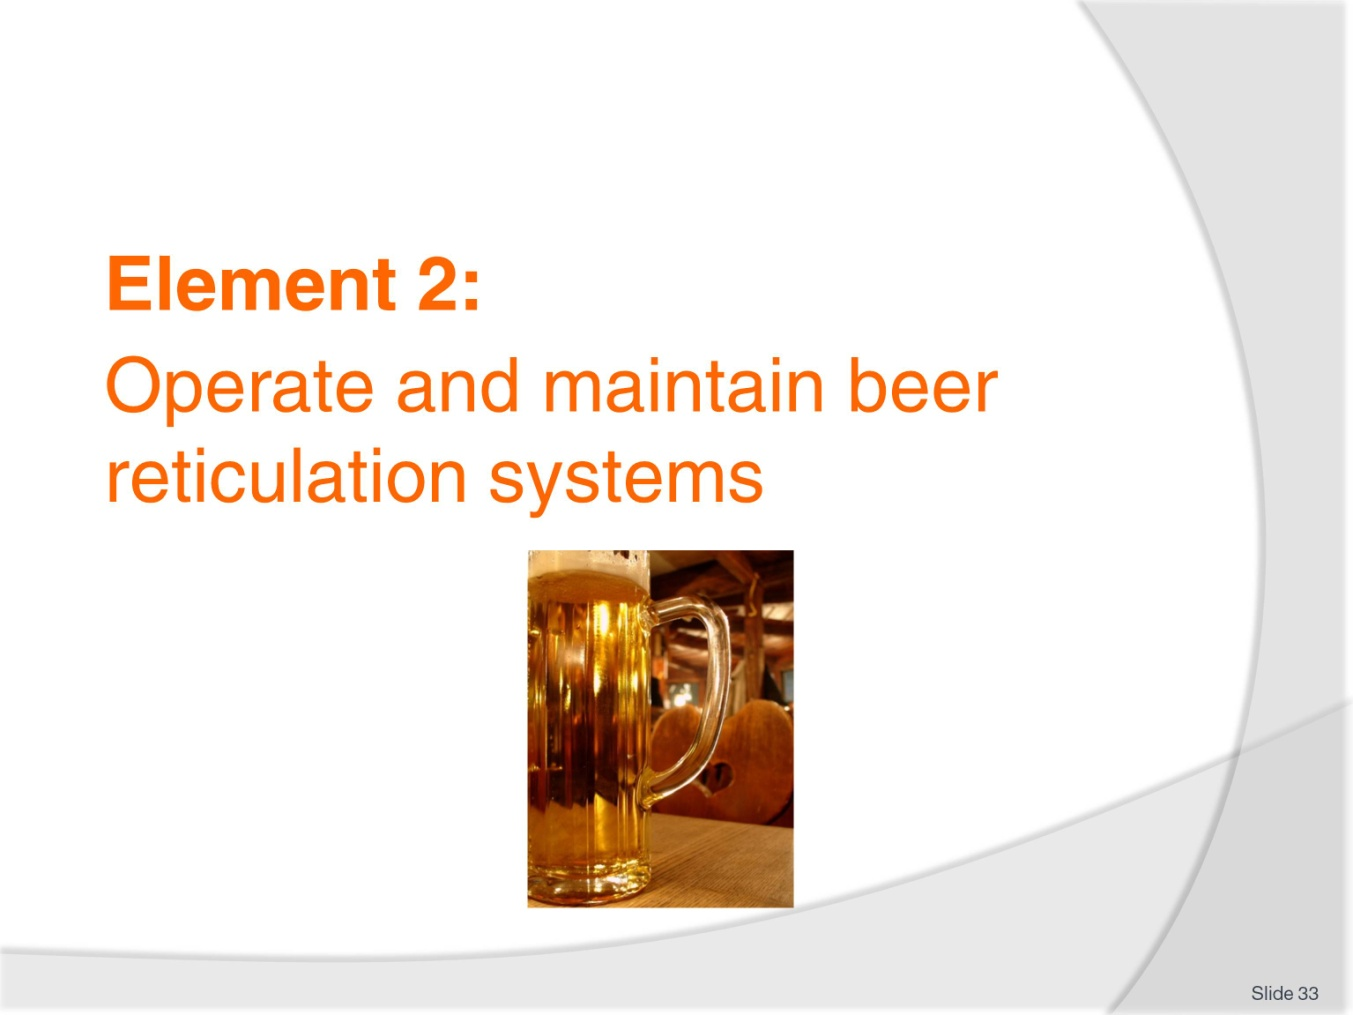 Element 2:
Operate and maintain beer
reticulation systems
Slide 33